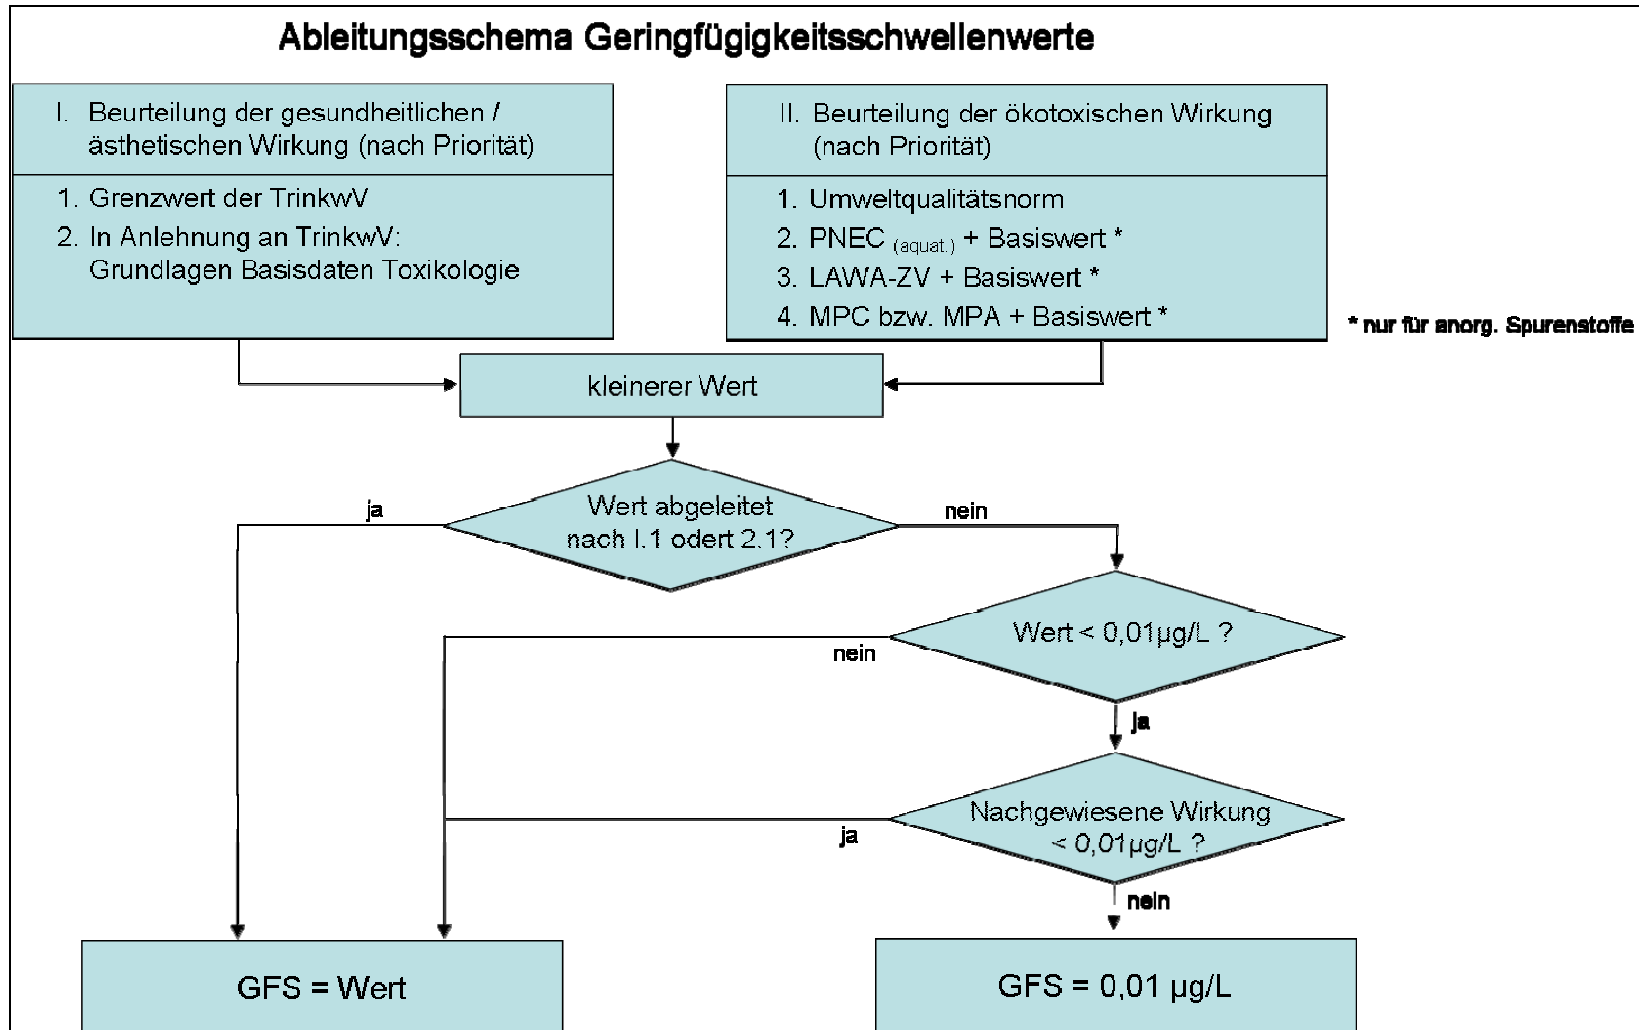 Ableitungsschema Geringfügigkeitsschwellenwerte
I. Beurteilung der gesundheitlichen /
ästhetischen Wirkung (nach Priorität)
1. Grenzwert der TrinkwV
2. In Anlehnung an TrinkwV:
Grundlagen Basisdaten Toxikologie
II. Beurteilung der ökotoxischen Wirkung
(nach Priorität)
1. Umweltqualitätsnorm
2. PNEC (aquat.) + Basiswert *
3. LAWA-ZV + Basiswert *
4. MPC bzw. MPA + Basiswert *
* nur für anorg. Spurenstoffe
kleinerer Wert
Wert abgeleitet
nach I.1 odert 2.1?
ja
nein
Wert < 0,01µg/L ?
nein
ja
Nachgewiesene Wirkung
< 0,01µg/L ?
ja
nein
GFS = Wert
GFS = 0,01 µg/L